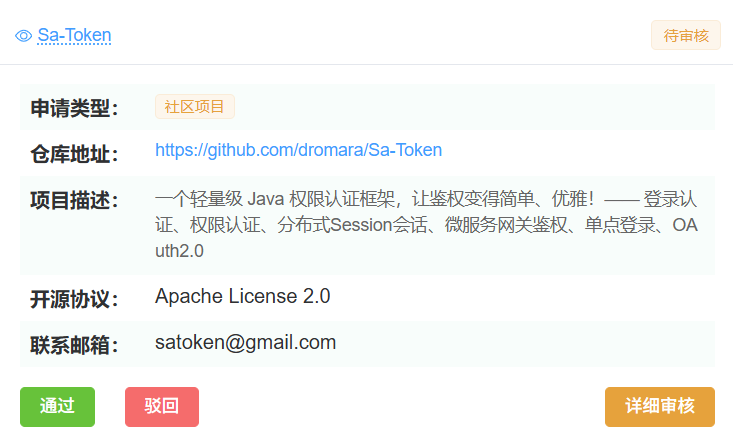 Sa-Token
待审核
申请类型：
社区项目
仓库地址：
https://github.com/dromara/Sa-Token
项目描述：
一个轻量级 Java 权限认证框架，让鉴权变得简单、优雅！—— 登录认
证、权限认证、分布式Session会话、微服务网关鉴权、单点登录、OA
uth2.0
开源协议：
Apache License 2.0
联系邮箱：
satoken@gmail.com
通过
驳回
详细审核